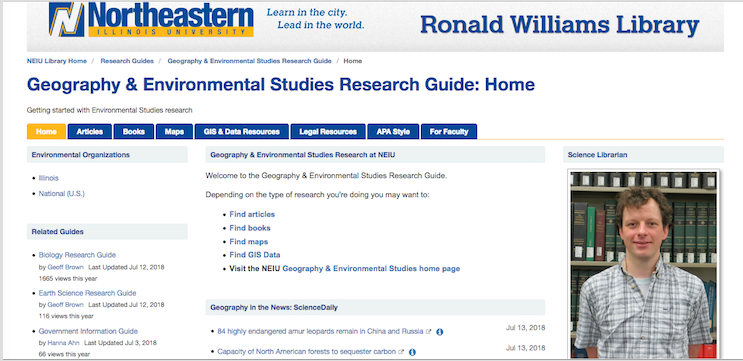 Northeastern
ILLINOIS UNIVERSITY
Learn in the city.
Lead in the world.
Ronald Williams Library
NEIU Library Home / Research Guides / Geography & Environmental Studies Research Guide / Home
Geography & Environmental Studies Research Guide: Home
Getting started with Environmental Studies research
Home Articles Books Maps GIS & Data Resources Legal Resources APA Style For Faculty
Environmental Organizations
• Illinois
• National (U.S.)
Related Guides
• Biology Research Guide
by Geoff Brown Last Updated Jul 12, 2018
1665 views this year
• Earth Science Research Guide
by Geoff Brown Last Updated Jul 12, 2018
116 views this year
• Government Information Guide
by Hanna Ahn Last Updated Jul 3, 2018
66 views this year
Geography & Environmental Studies Research at NEIU
Welcome to the Geography & Environmental Studies Research Guide.
Depending on the type of research you're doing you may want to:
• Find articles
• Find books
• Find maps
• Find GIS Data
• Visit the NEIU Geography & Environmental Studies home page
Geography in the News: ScienceDaily
• 84 highly endangered amur leopards remain in China and Russia Jul 13, 2018
• Capacity of North American forests to sequester carbon Jul 13, 2018
Science Librarian